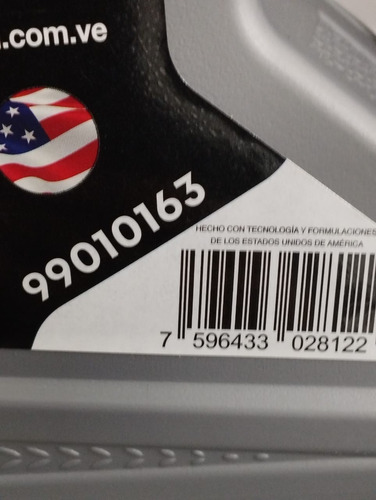 .com.ve
99010163
HECHO CON TECNOLOGÍA Y FORMULACIONES
DE LOS ESTADOS UNIDOS DE AMÉRICA
7 596433 028122